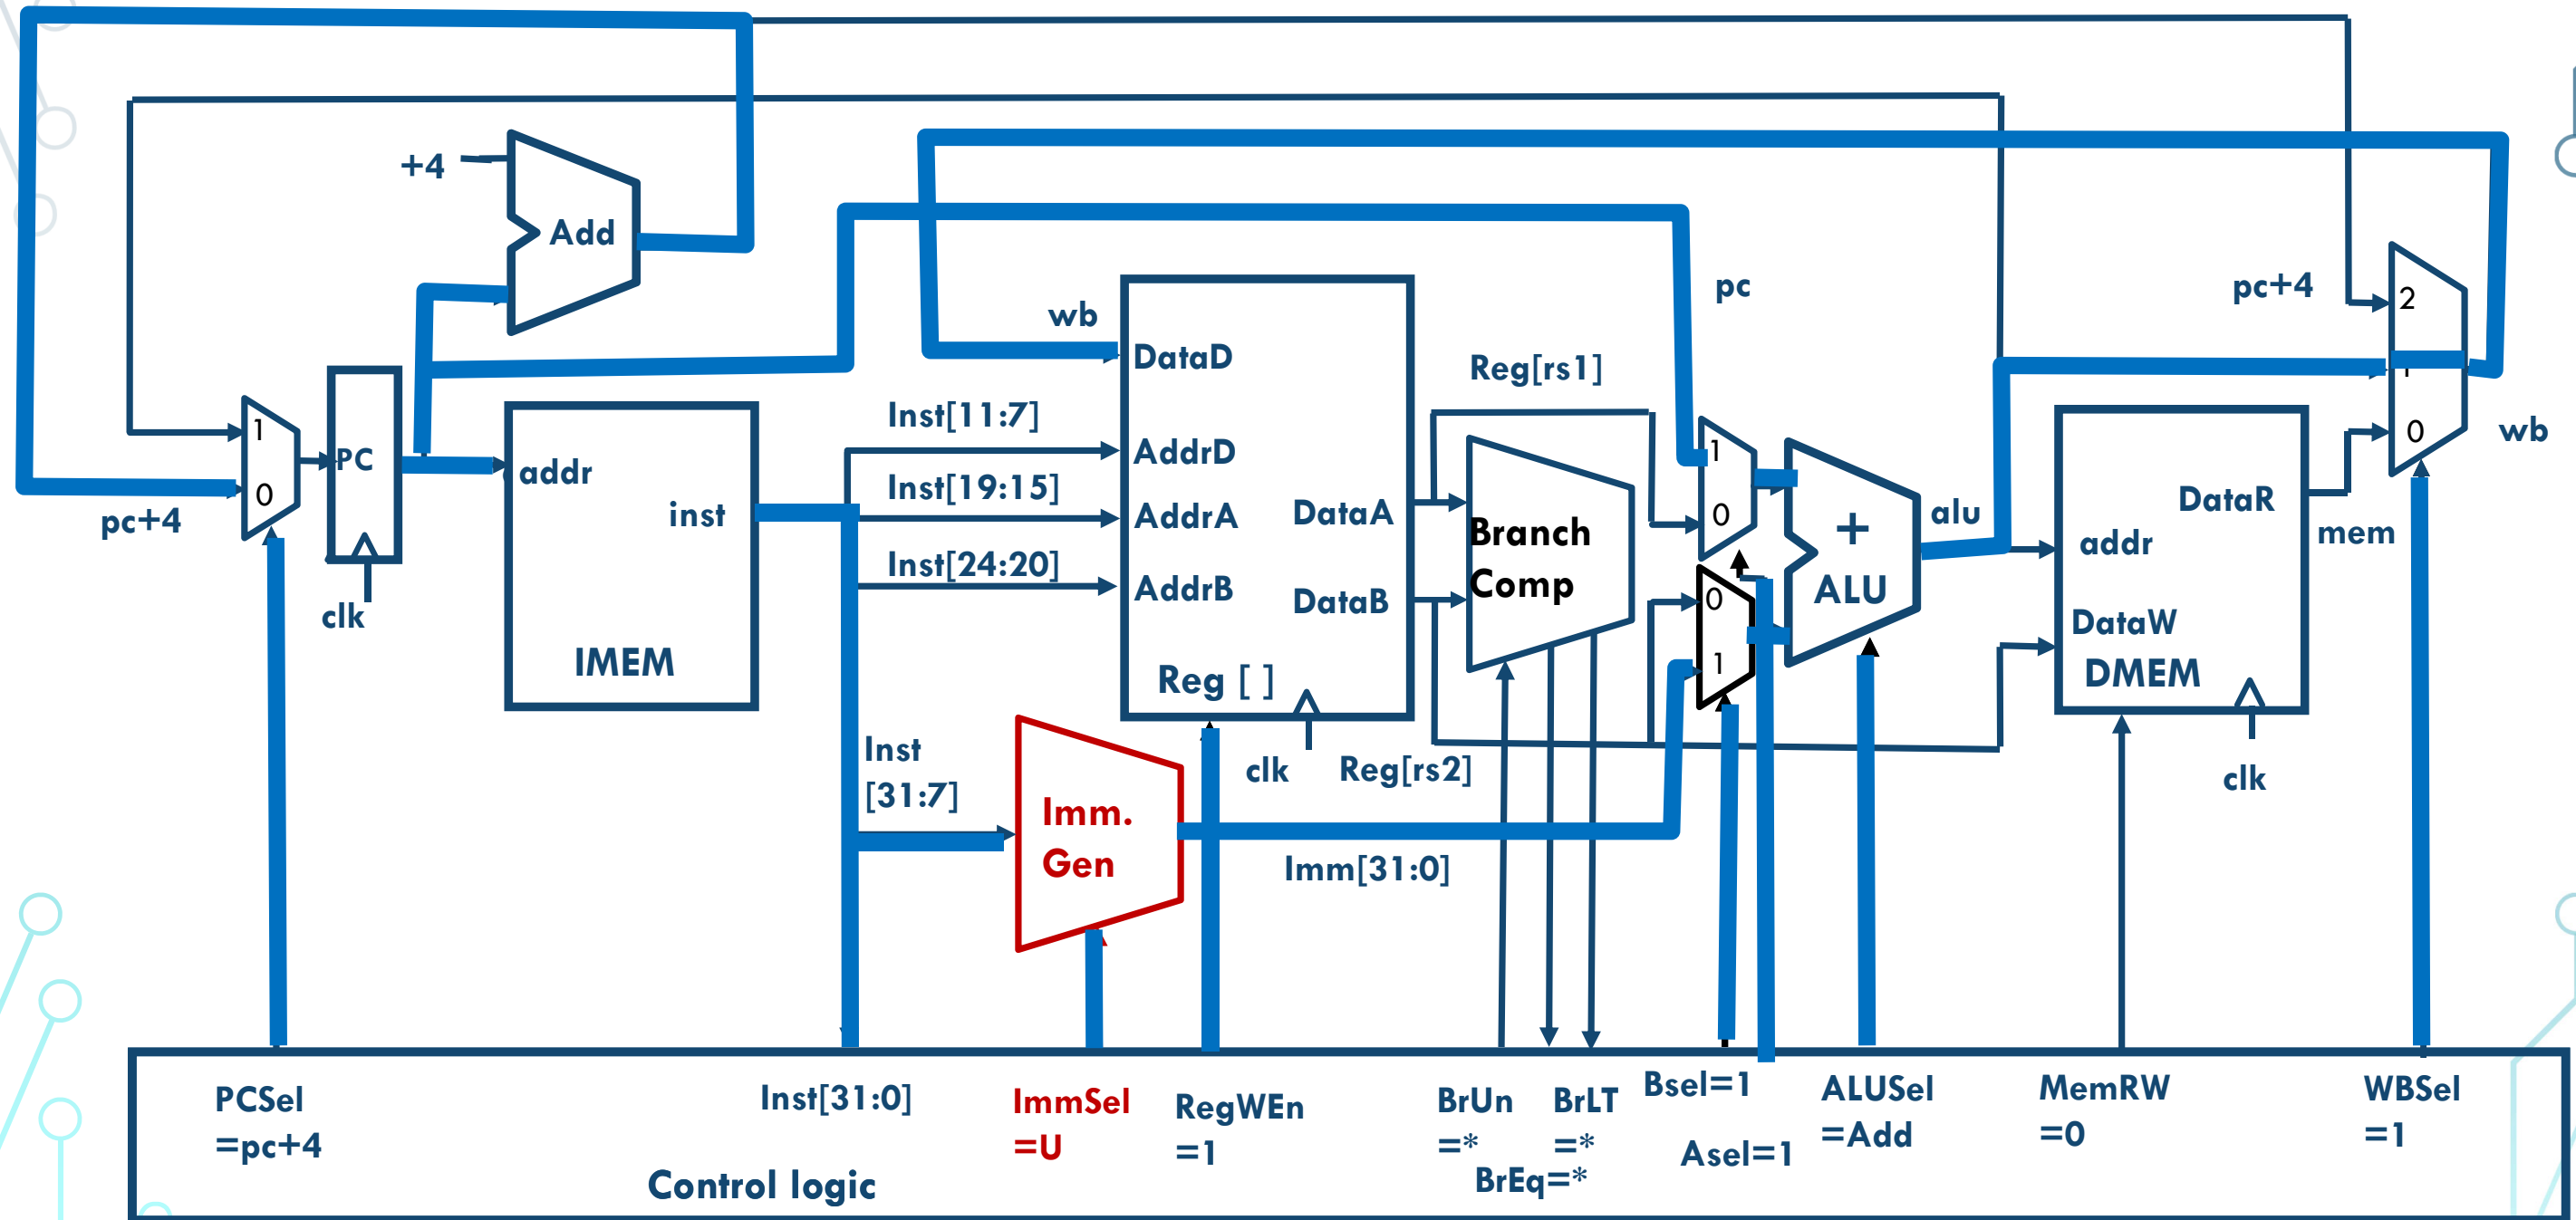 +4
Add
pc
pc+4
2
wb
DataD
Reg[rs1]
1
Inst[11:7]
1
PC
addr
AddrD
1
0
wb
Inst[19:15]
0
pc+4
inst
AddrA
DataA
0
+
alu
DataR
Branch
Comp
mem
addr
Inst[24:20]
AddrB
DataB
0
ALU
clk
DataW
IMEM
1
DMEM
Reg [ ]
Inst
[31:7]
clk
Reg[rs2]
clk
Imm.
Gen
Imm[31:0]
PCSel
=pc+4
Inst[31:0]
ImmSel
=U
RegWEn
=1
BrUn
=*
BrLT
=*
BrEq=*
Bsel=1
Asel=1
ALUSel
=Add
MemRW
=0
WBSel
=1
Control logic